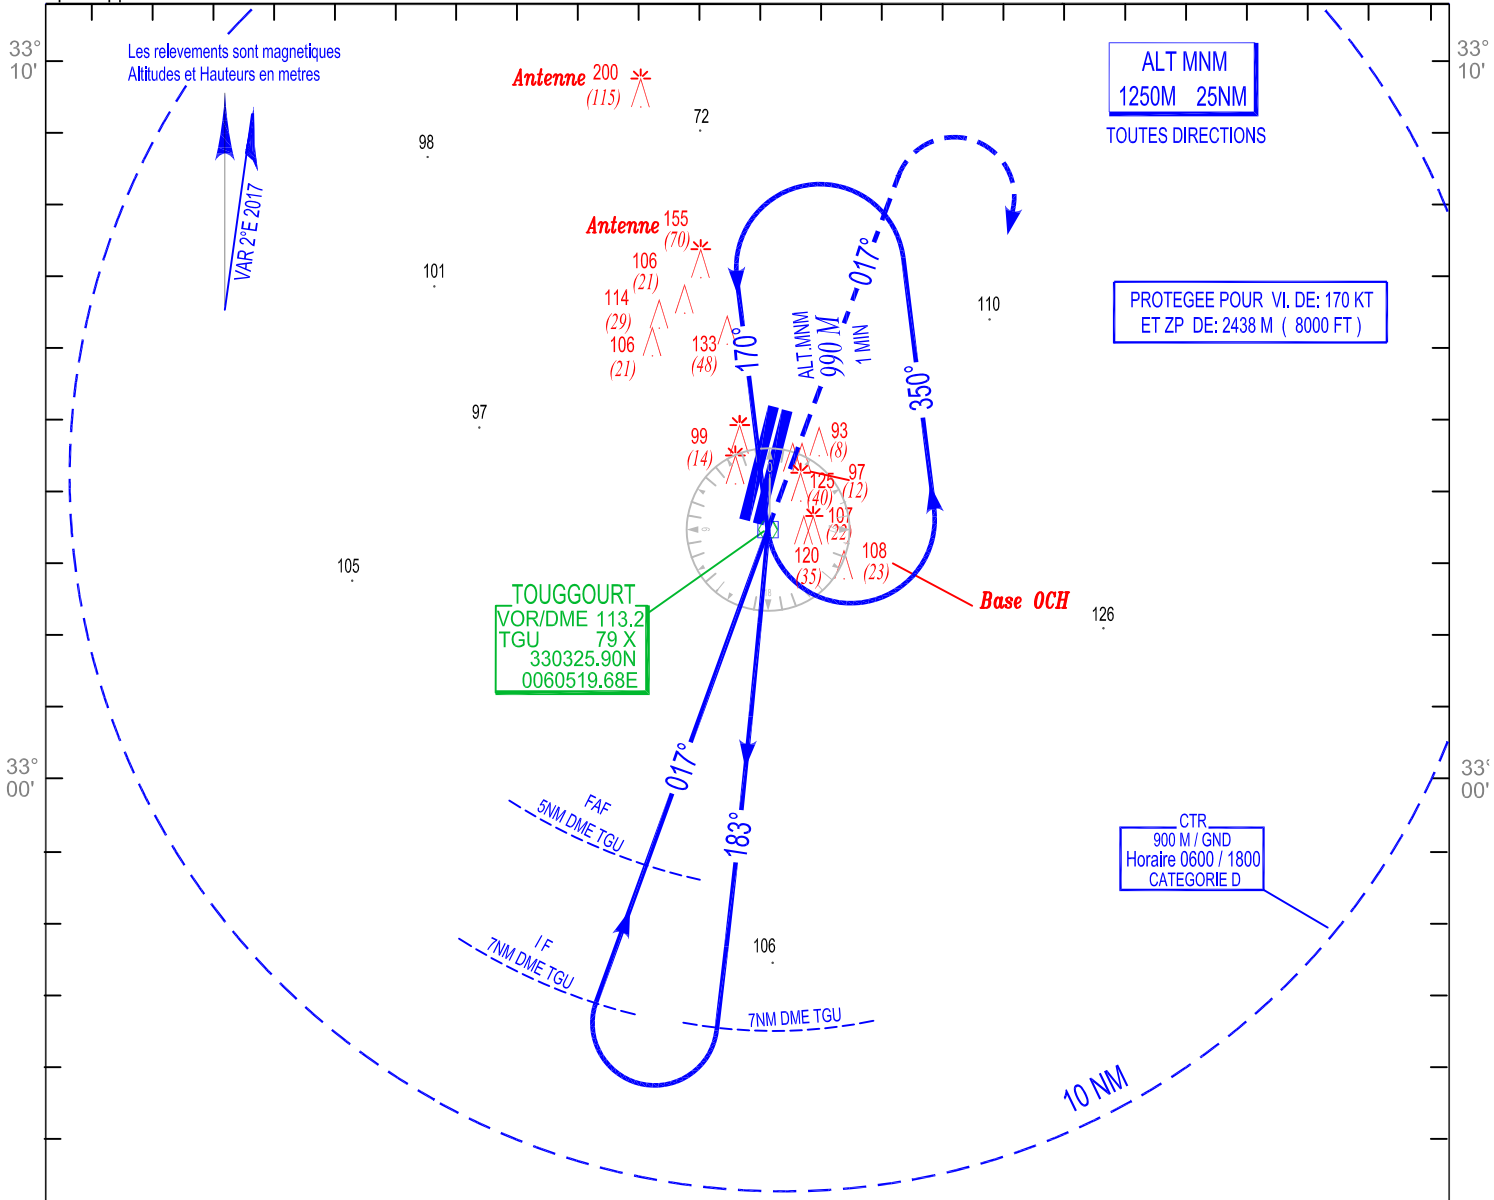 33°
10'
Les relevements sont magnetiques
Altitudes et Hauteurs en metres
VAR 2°E 2017
Antenne 200
(115)
72
98
ALT MNM
1250M 25NM
TOUTES DIRECTIONS
33°
10'
Antenne 155
(70)
106
(21)
101
114
(29)
106
(21)
133
(48)
170°
ALT.MNM
990 M
1 MIN
017°
350°
110
PROTEGEE POUR VI. DE: 170 KT
ET ZP DE: 2438 M ( 8000 FT )
97
99
(14)
93
(8)
97
(12)
125
(40)
107
(22)
120
(35)
108
(23)
Base OCH
105
126
TOUGGOURT
VOR/DME 113.2
TGU 79 X
330325.90N
0060519.68E
33°
00'
017°
183°
33°
00'
FAF
5NM DME TGU
CTR
900 M / GND
Horaire 0600 / 1800
CATEGORIE D
IF
7NM DME TGU
106
7NM DME TGU
10 NM